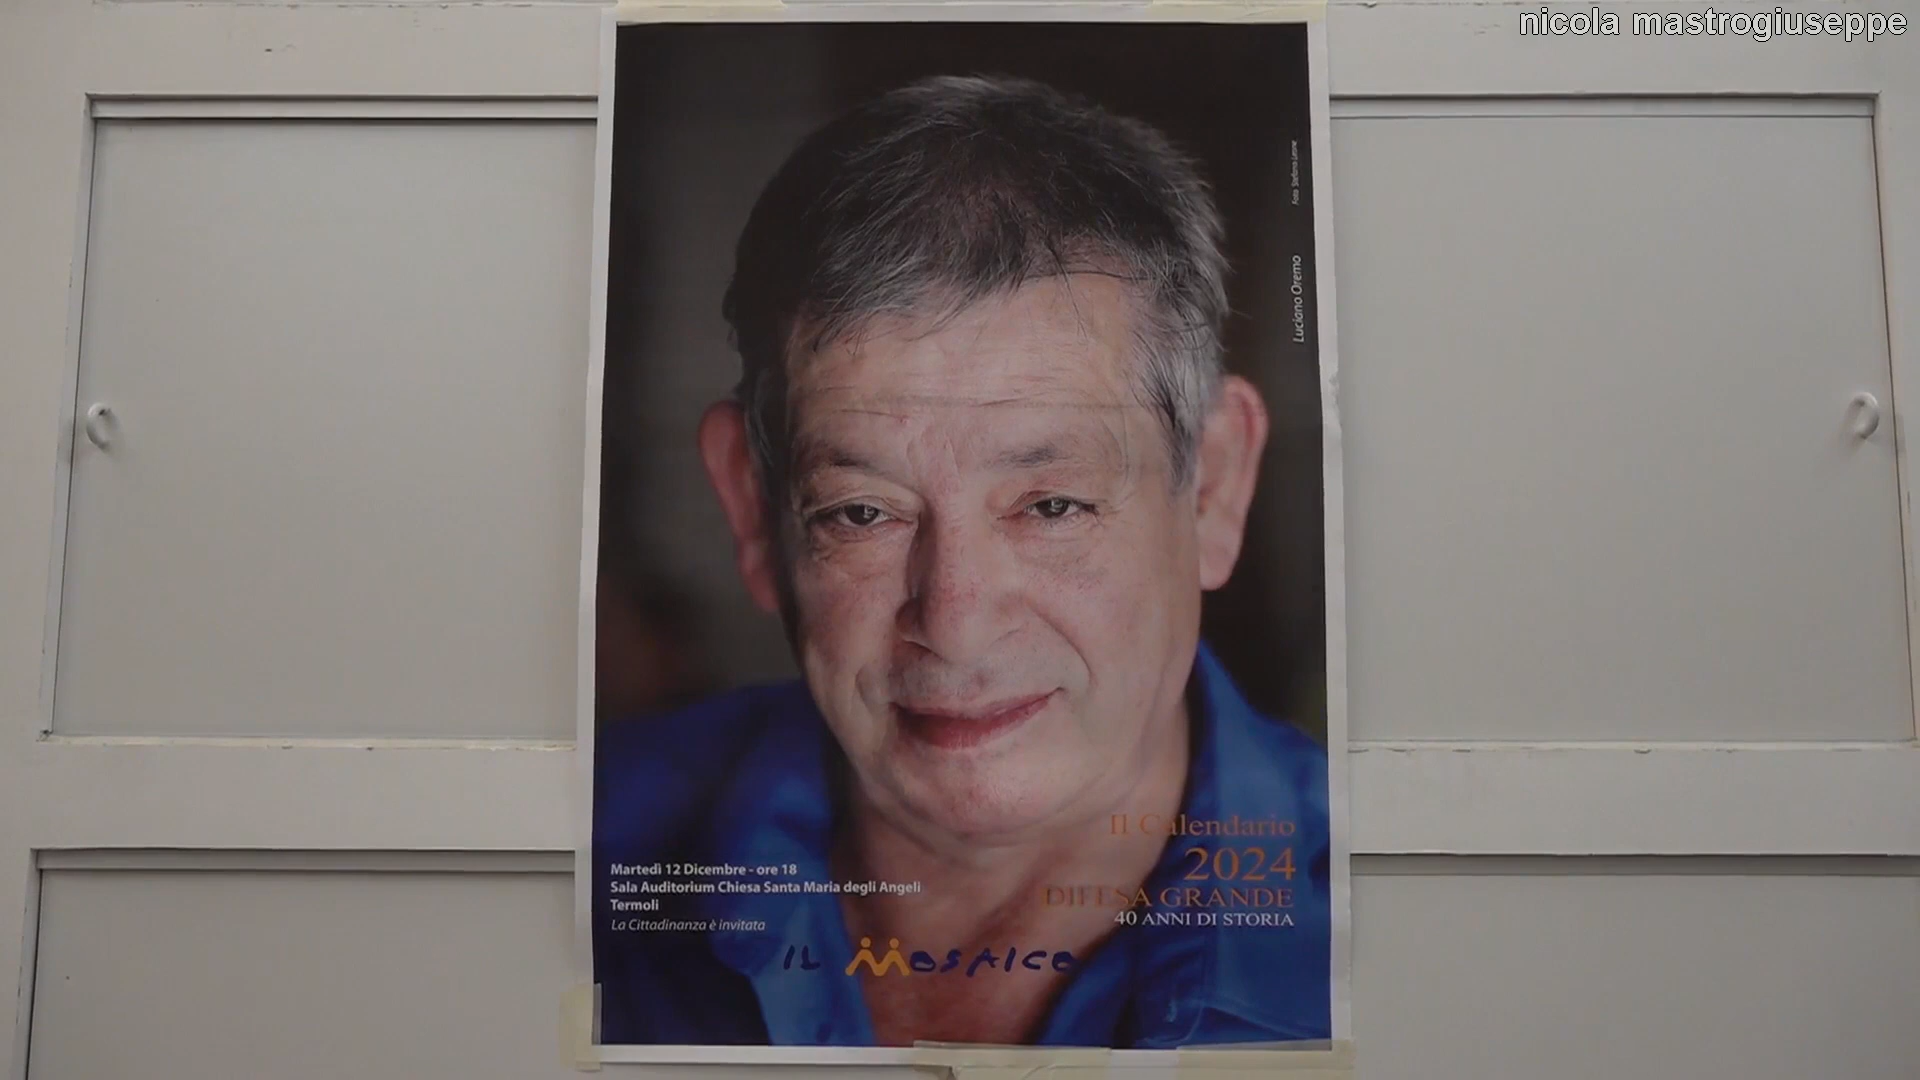 nicola mastrogiuseppe
Foto Stefano Leone
Luciano Oremo
Il Calendario
2024
DIFESA GRANDE
40 ANNI DI STORIA
Martedì 12 Dicembre - ore 18
Sala Auditorium Chiesa Santa Maria degli Angeli
Termoli
La Cittadinanza è invitata
IL MOSAICO